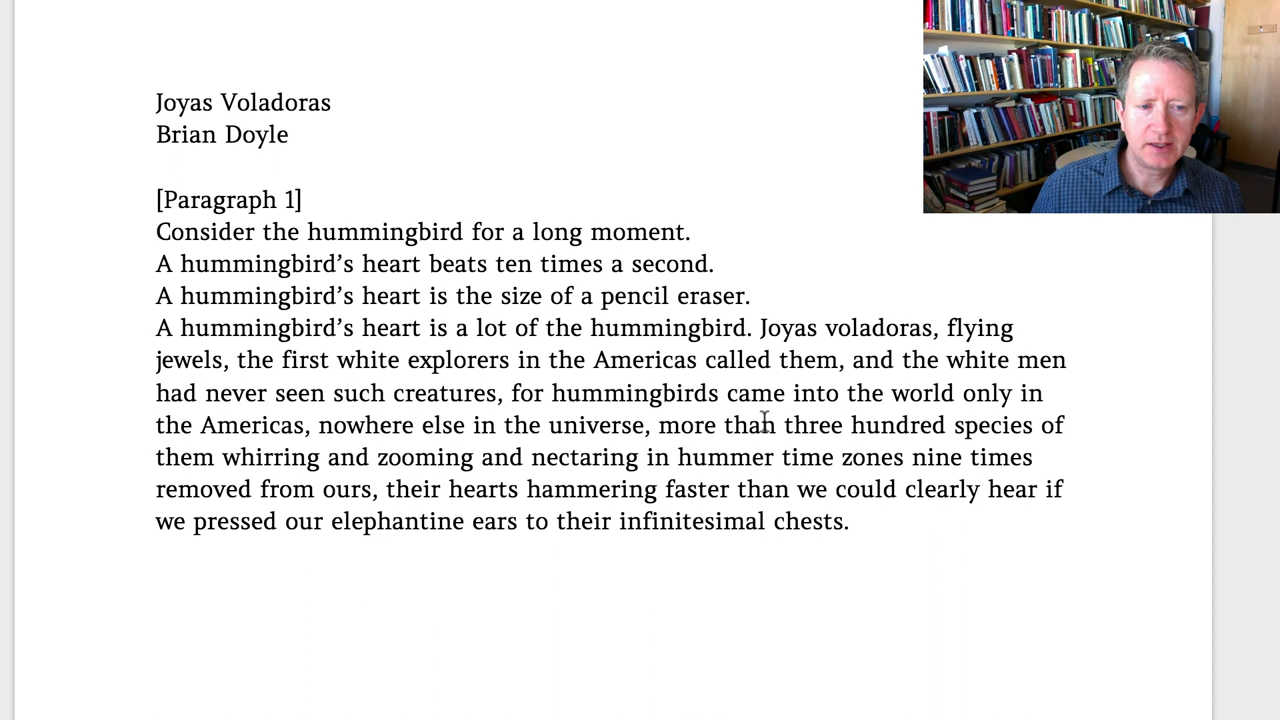 Joyas Voladoras
Brian Doyle
[Paragraph 1]
Consider the hummingbird for a long moment.
A hummingbird’s heart beats ten times a second.
A hummingbird’s heart is the size of a pencil eraser.
A hummingbird’s heart is a lot of the hummingbird. Joyas voladoras, flying
jewels, the first white explorers in the Americas called them, and the white men
had never seen such creatures, for hummingbirds came into the world only in
the Americas, nowhere else in the universe, more than three hundred species of
them whirring and zooming and nectaring in hummer time zones nine times
removed from ours, their hearts hammering faster than we could clearly hear if
we pressed our elephantine ears to their infinitesimal chests.